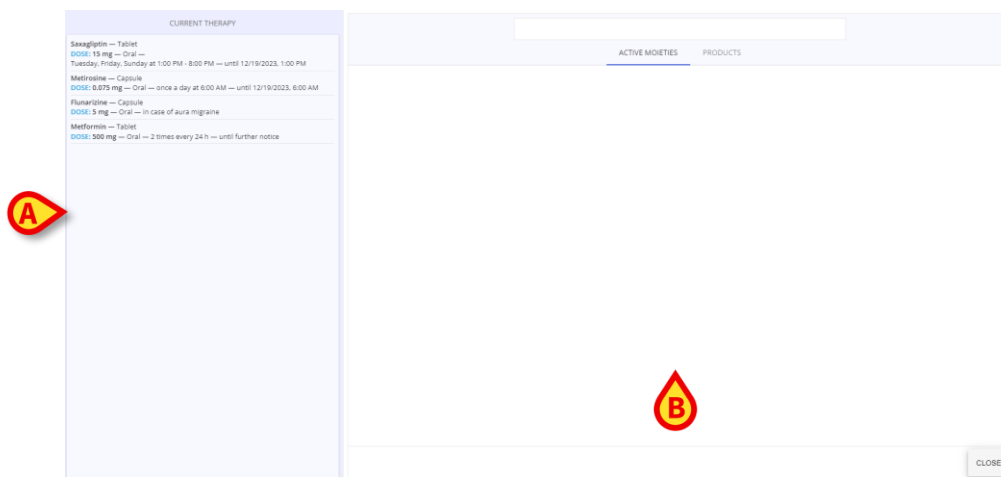 CURRENT THERAPY
Saxagliptin — Tablet
DOSE: 15 mg — Oral —
Tuesday, Friday, Sunday at 1:00 PM - 8:00 PM — until 12/19/2023, 1:00 PM
Metirosine — Capsule
DOSE: 0.075 mg — Oral — once a day at 6:00 AM — until 12/19/2023, 6:00 AM
Flunarizine — Capsule
DOSE: 5 mg — Oral — in case of aura migraine
Metformin — Tablet
DOSE: 500 mg — Oral — 2 times every 24 h — until further notice
A
ACTIVE MOIETIES PRODUCTS
B
CLOSE